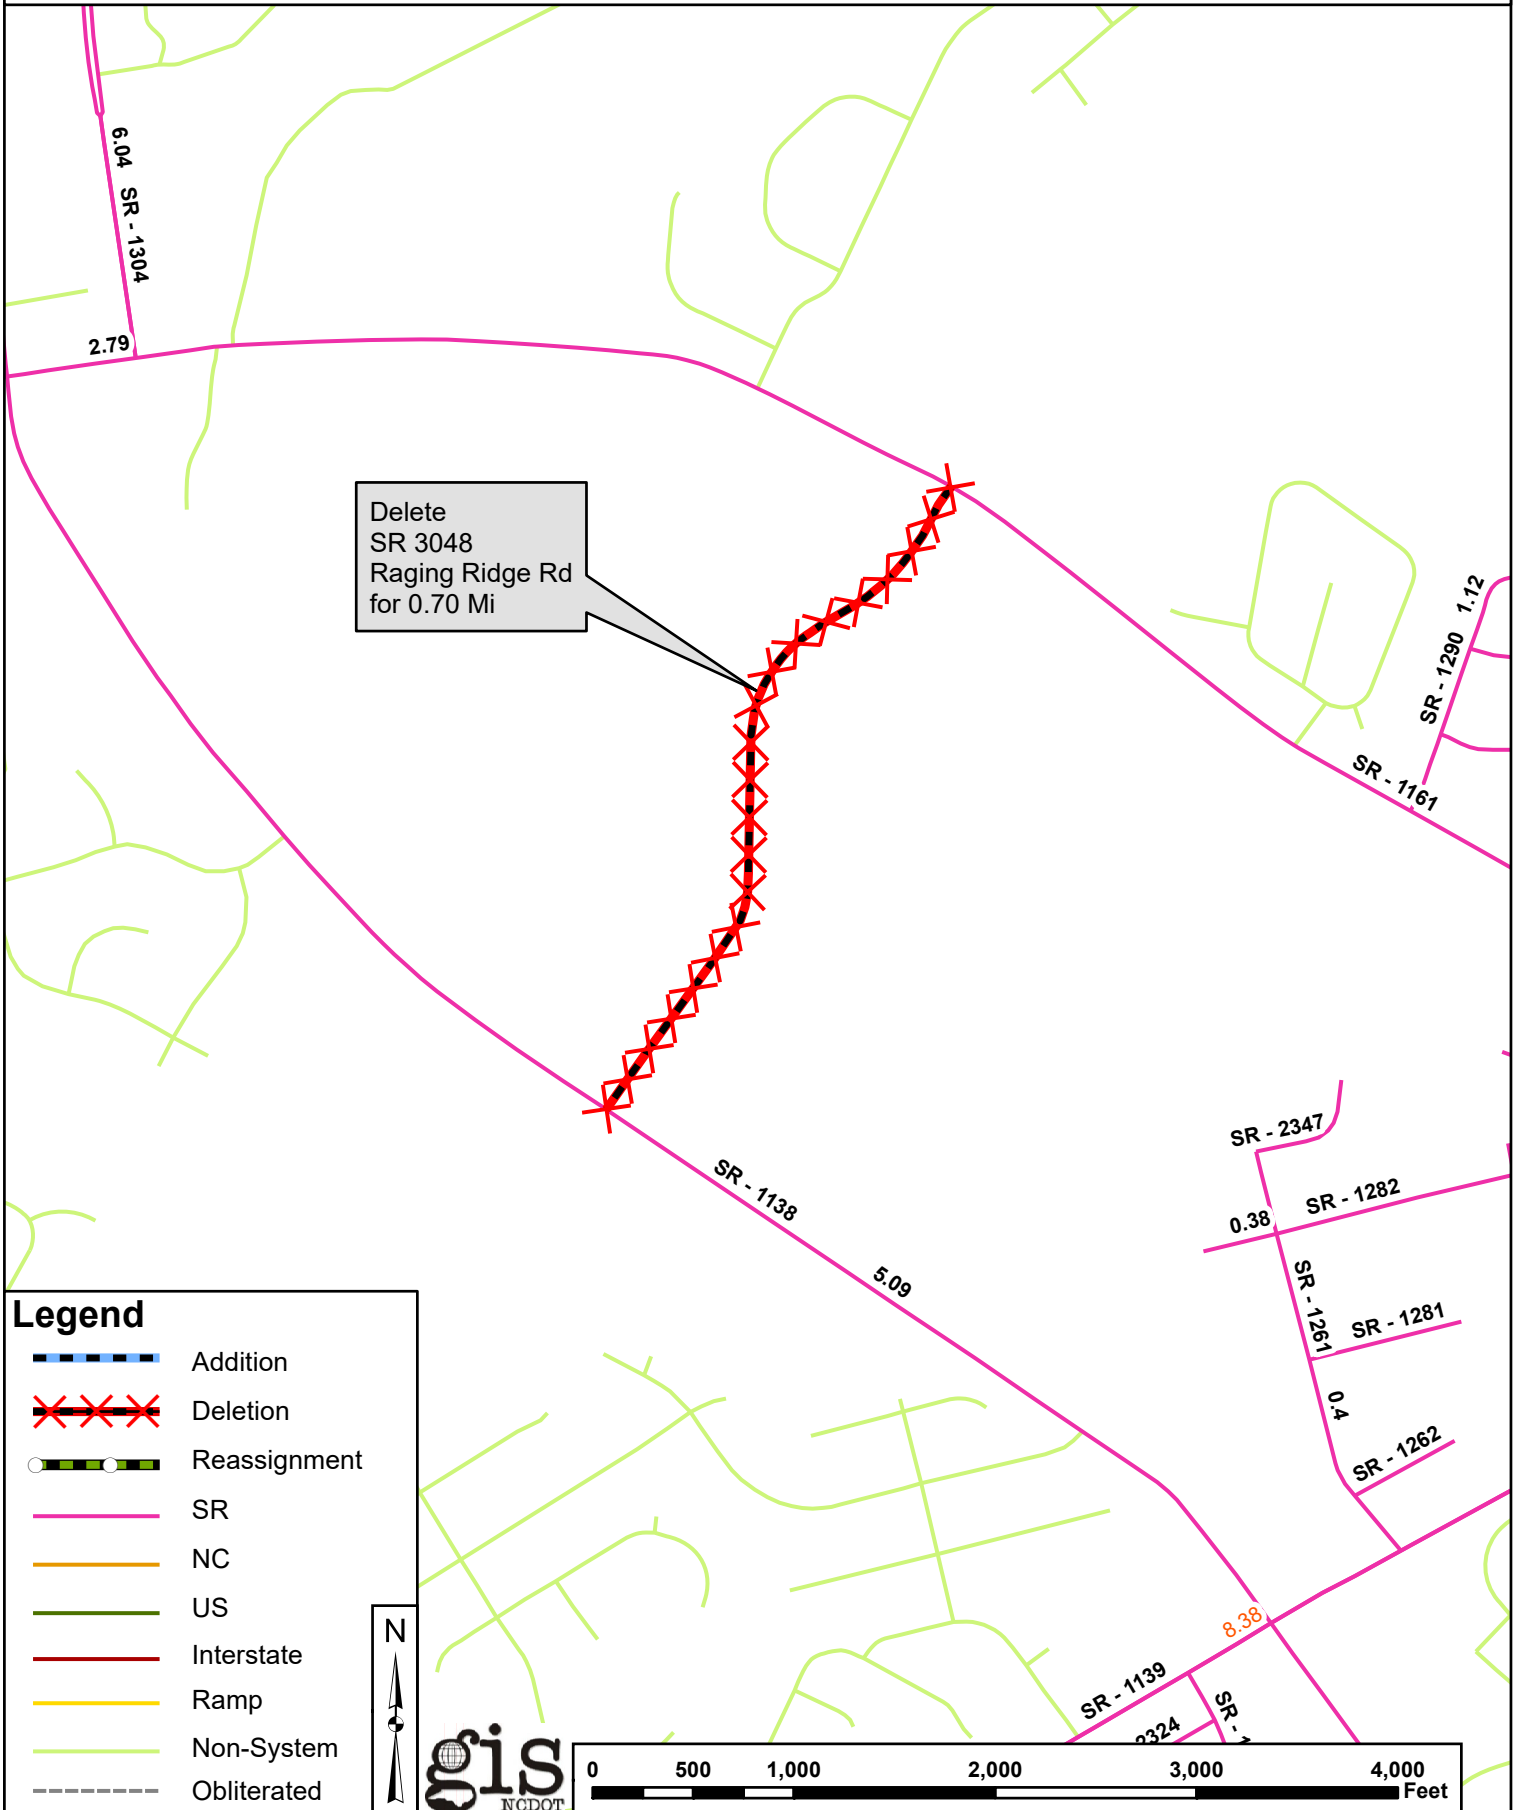 6.04 SR - 1304
2.79
Delete
SR 3048
Raging Ridge Rd
for 0.70 Mi
1.12
SR - 1290
SR - 1161
SR - 2347
SR - 1282
0.38
SR - 1138
5.09
SR - 1261
SR - 1281
0.4
SR - 1262
8.38
SR - 1139
SR - 1
2324
Legend
Addition
Deletion
Reassignment
SR
NC
US
Interstate
Ramp
Non-System
Obliterated
N
gis
NCDOT
0 500 1,000 2,000 3,000 4,000
Feet